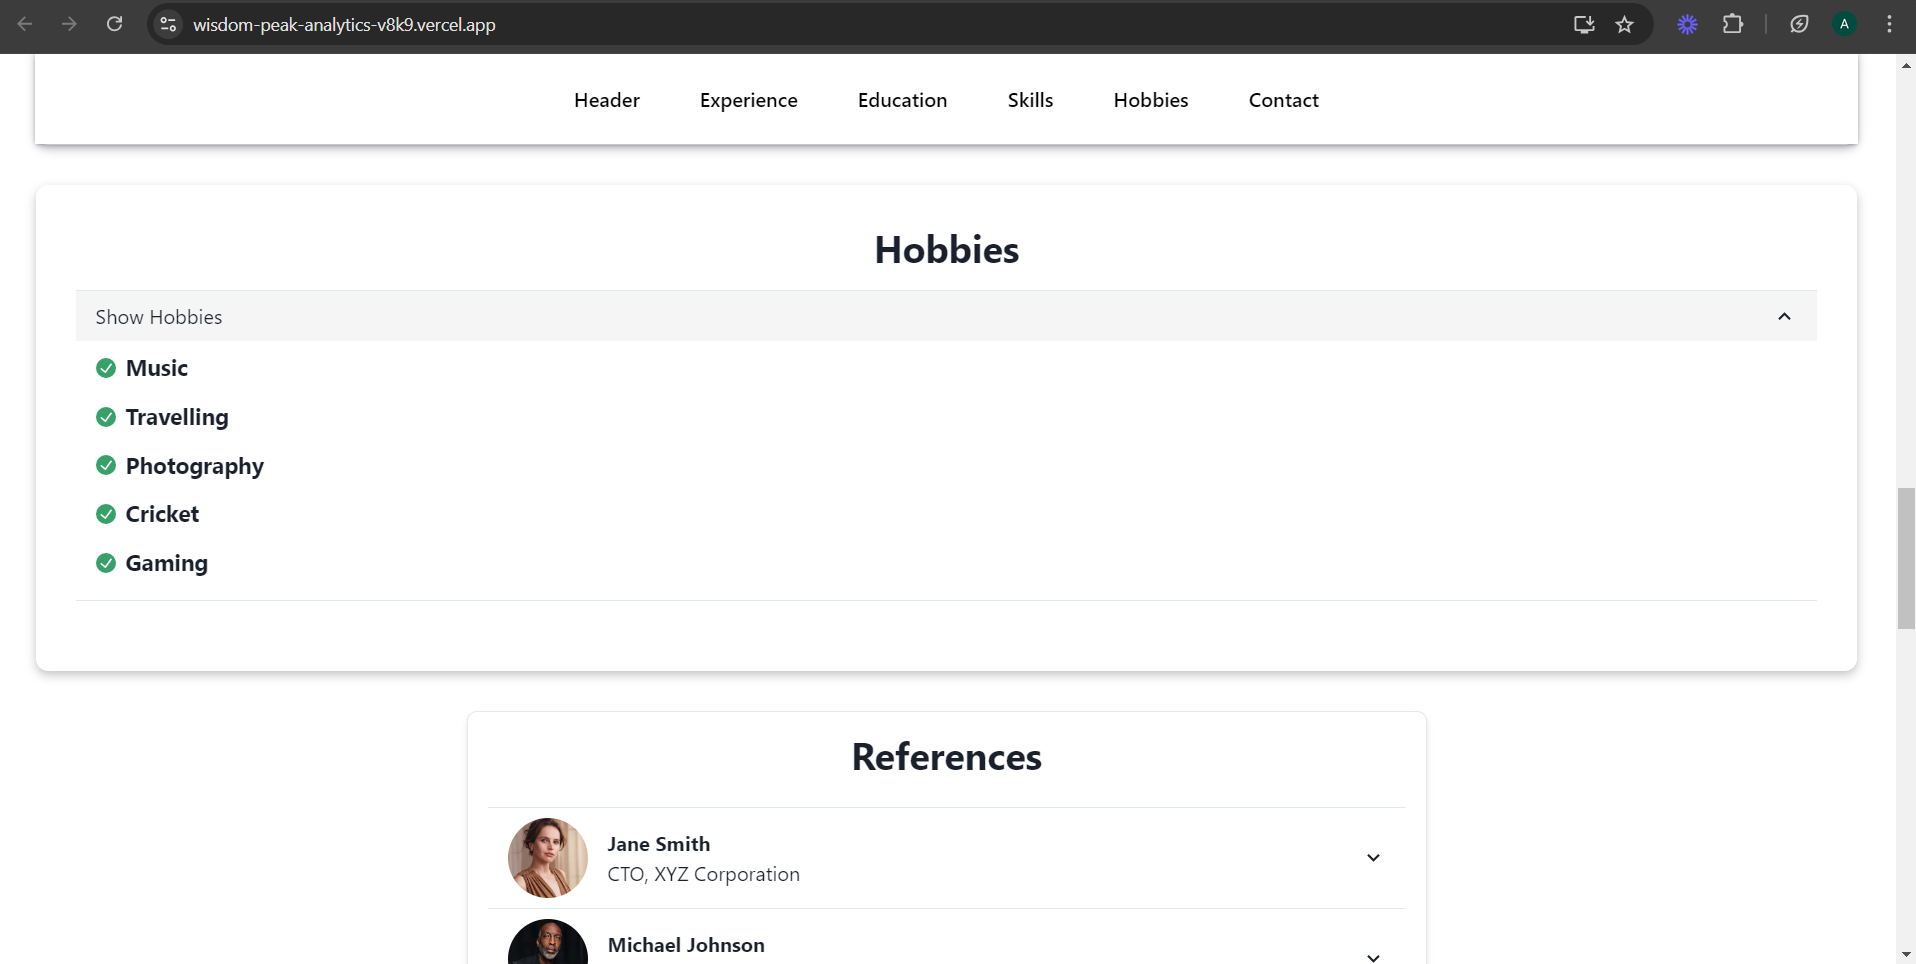 wisdom-peak-analytics-v8k9.vercel.app
A
Header Experience Education Skills Hobbies Contact
Hobbies
Show Hobbies
Music
Travelling
Photography
Cricket
Gaming
References
Jane Smith
CTO, XYZ Corporation
Michael Johnson